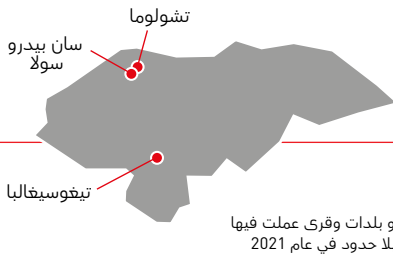 تشولوما
سان بيدرو
سولا
تيغوسيغالبا
و بلدات وقرى عملت فيها
لا حدود في عام 2021